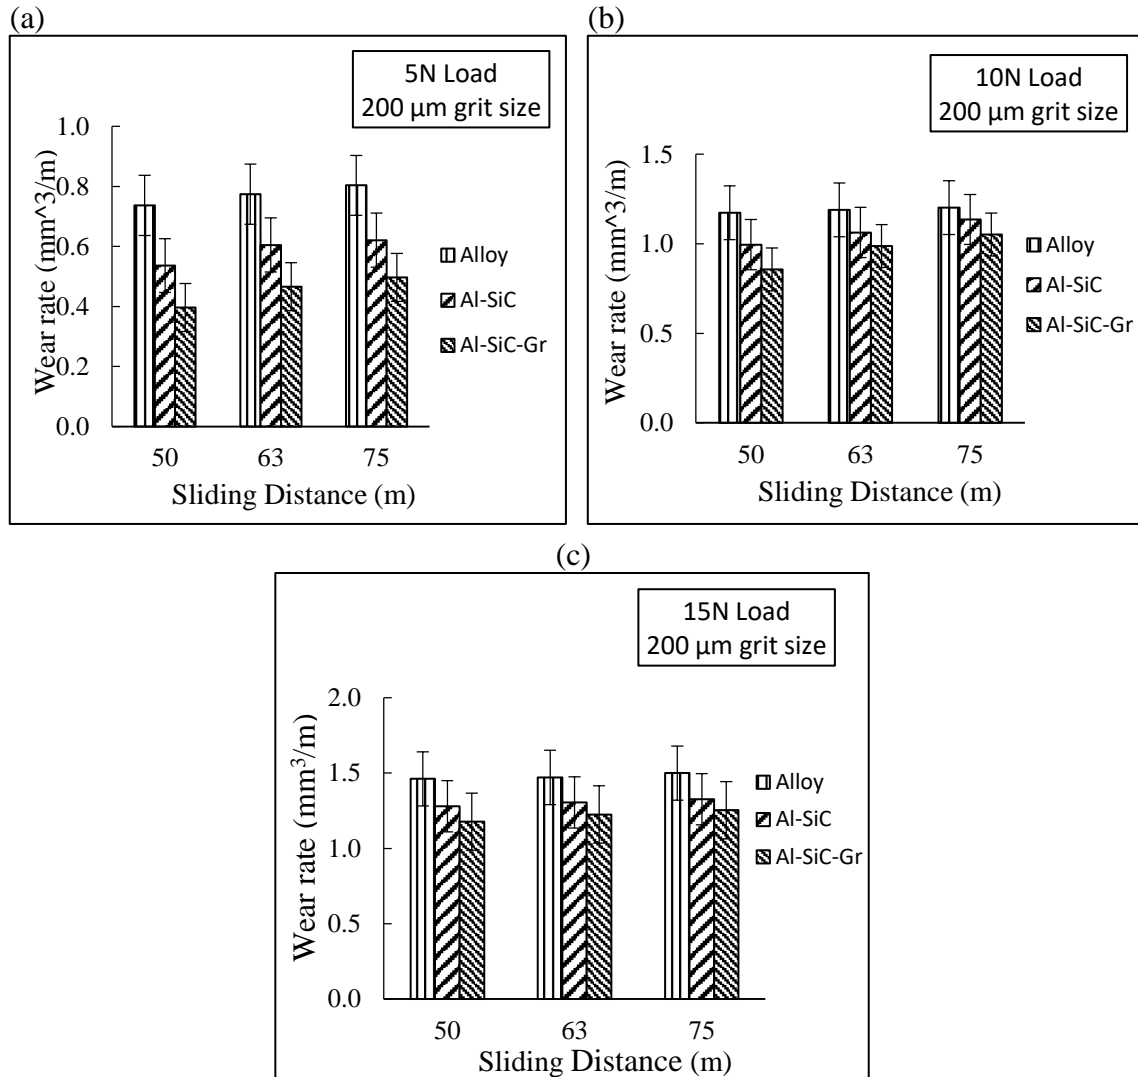 (a)
5N Load
200 µm grit size
Wear rate (mm^3/m)
1.0
0.8
0.6
0.4
0.2
0.0
50 63 75
Sliding Distance (m)
Alloy
Al-SiC
Al-SiC-Gr
(b)
10N Load
200 µm grit size
Wear rate (mm^3/m)
1.5
1.0
0.5
0.0
50 63 75
Sliding Distance (m)
Alloy
Al-SiC
Al-SiC-Gr
(c)
15N Load
200 µm grit size
Wear rate (mm³/m)
2.0
1.5
1.0
0.5
0.0
50 63 75
Sliding Distance (m)
Alloy
Al-SiC
Al-SiC-Gr